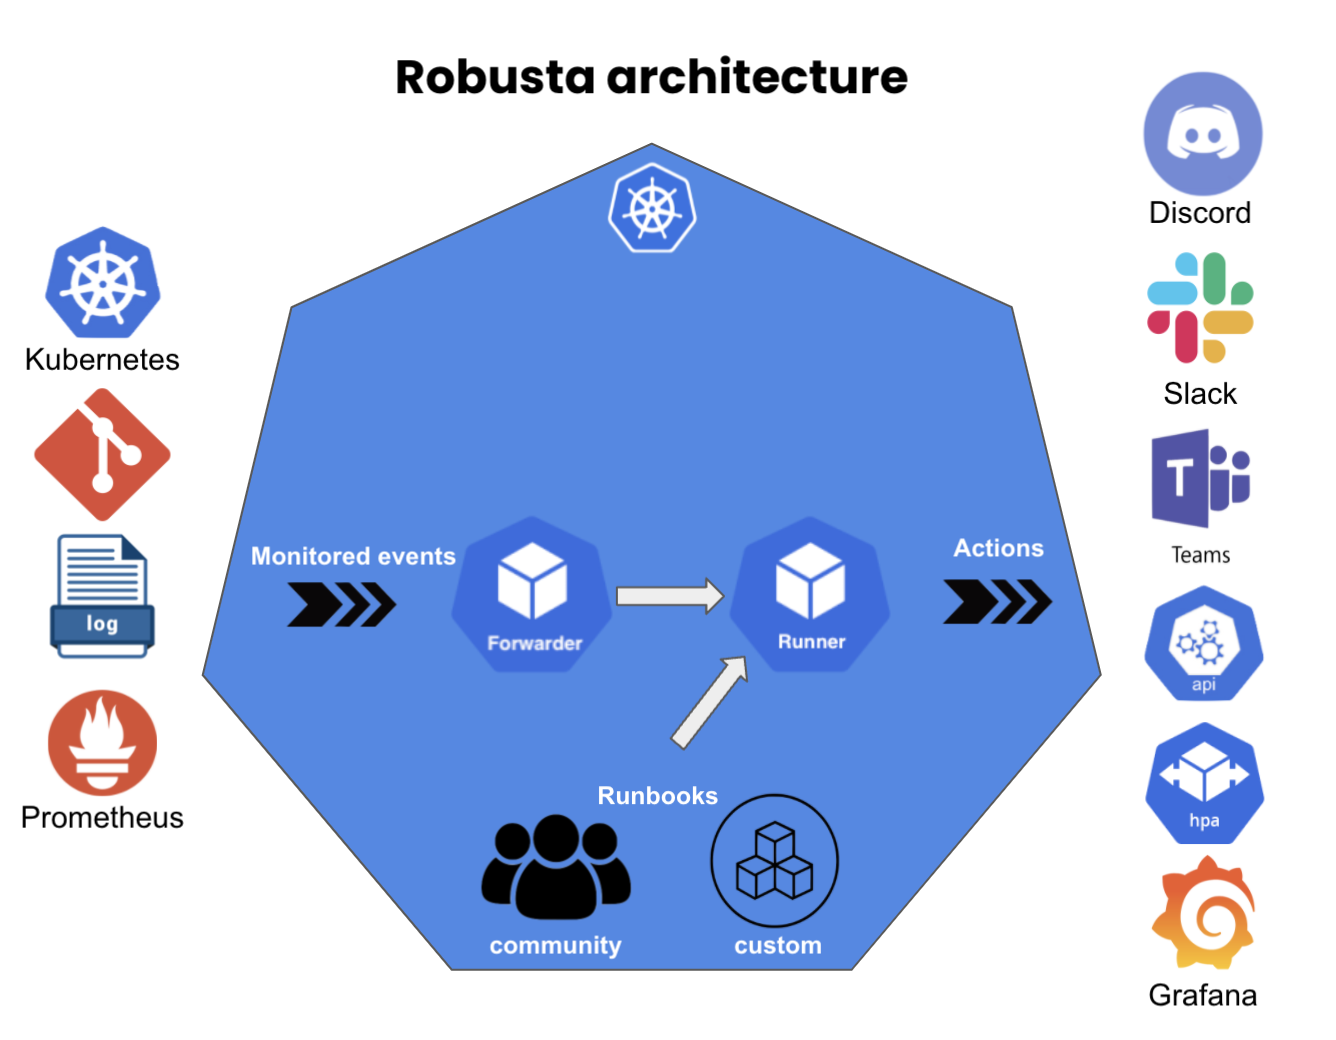 Robusta architecture
Kubernetes
log
Prometheus
Monitored events
Forwarder
Runner
Actions
Runbooks
community
custom
Discord
Slack
T
Teams
api
hpa
Grafana